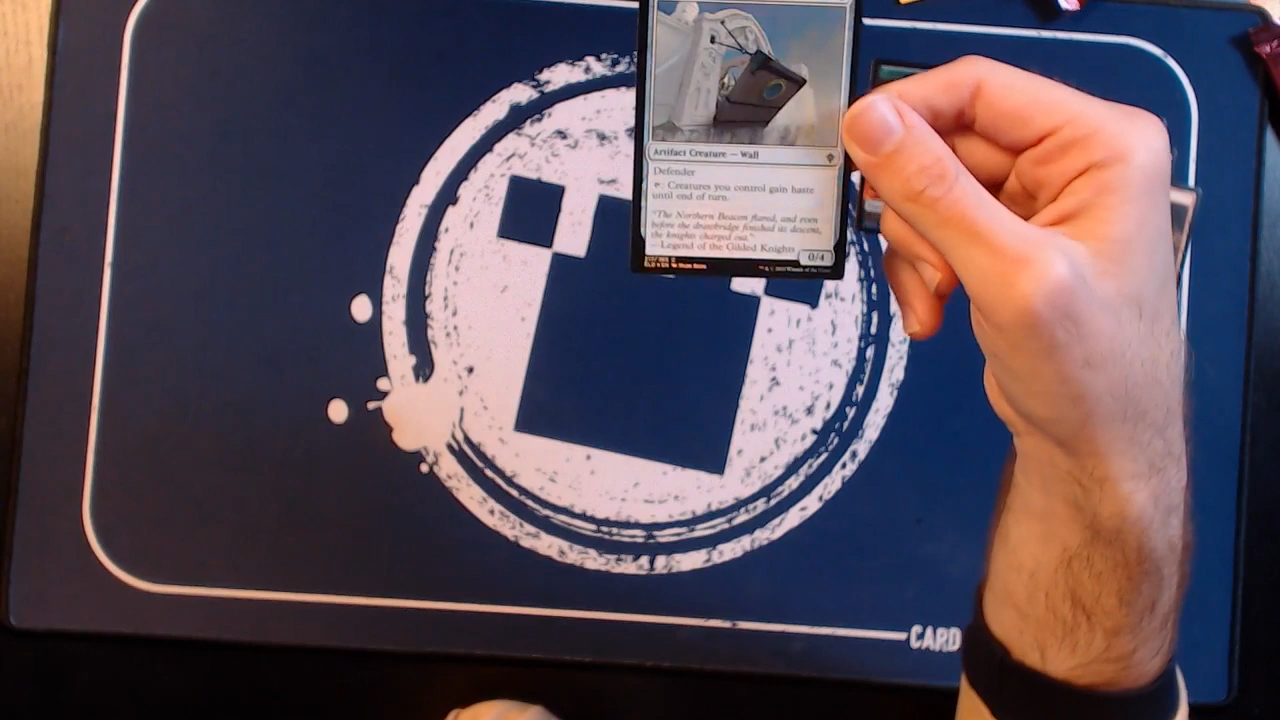 Artifact Creature — Wall
Defender
: Creatures you control gain haste
until end of turn.
"The Northern Beacon flared, and even
before the drawbridge finished its descent,
the knights charged out."
—Legend of the Gilded Knights
0/4
CARD